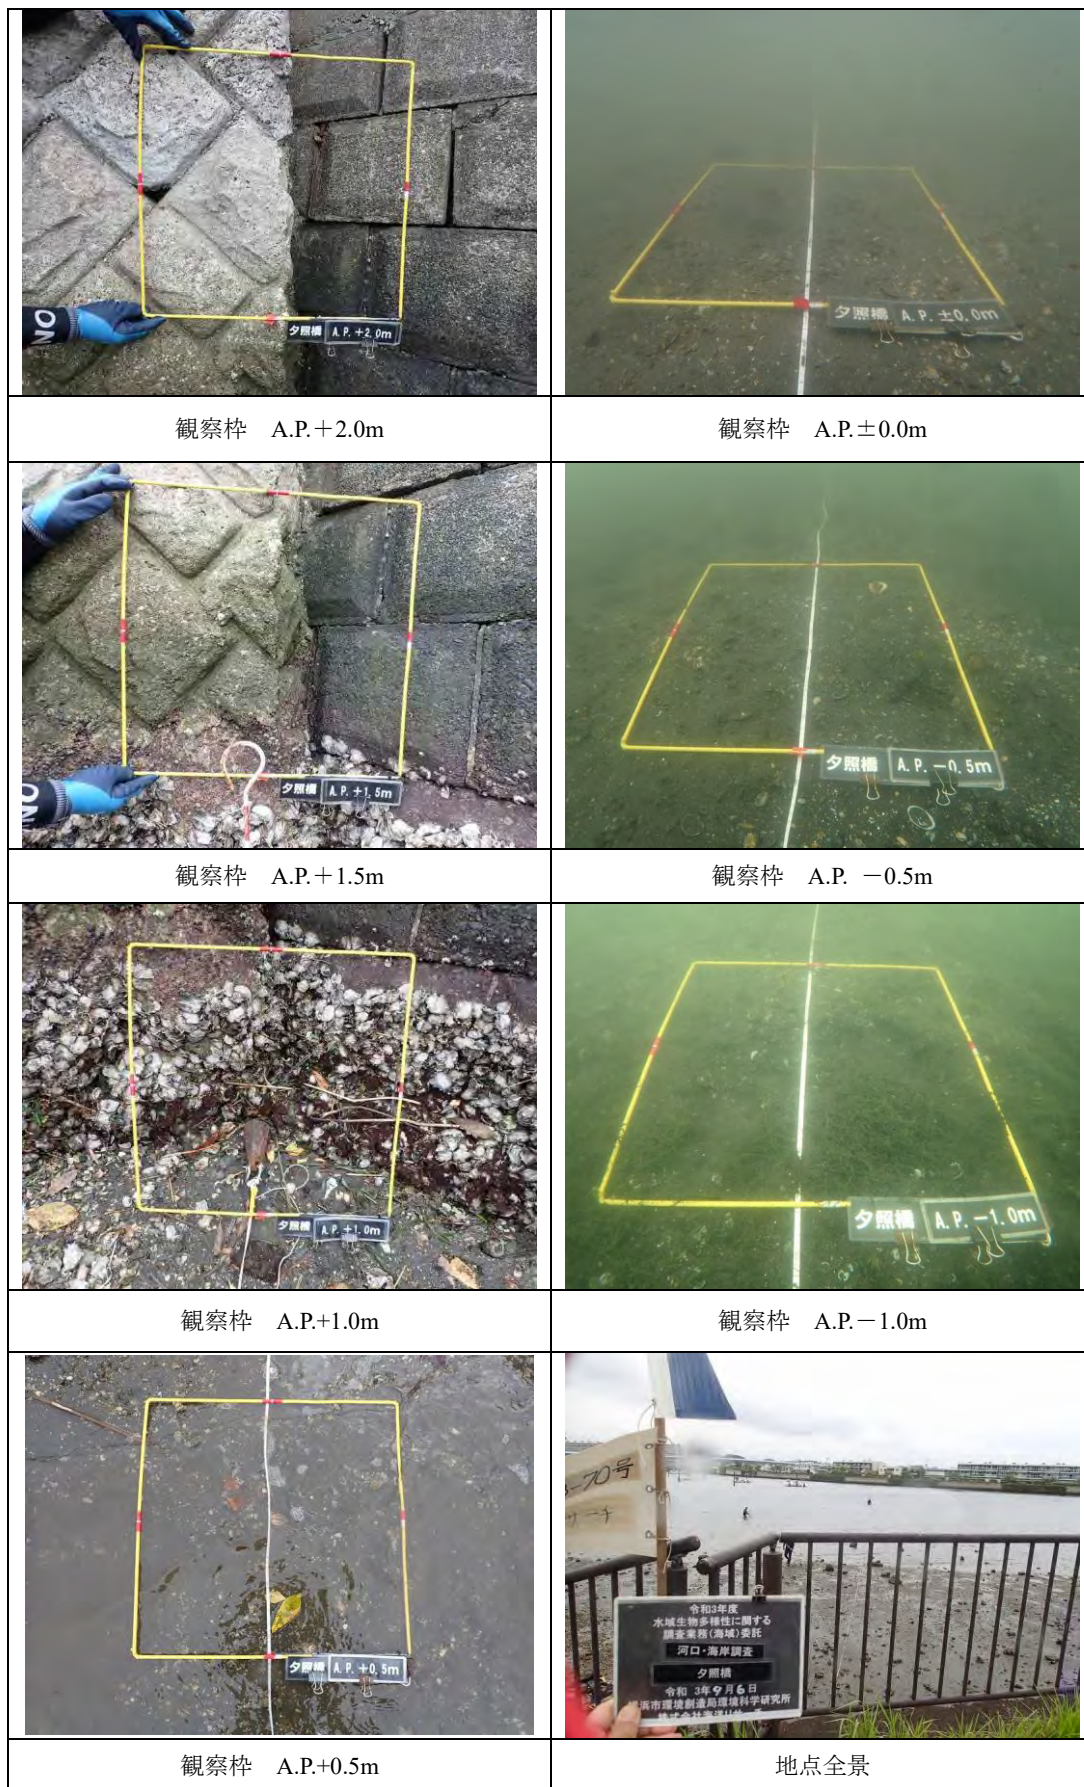 夕照橋 A.P.+2.0m
観察枠 A.P.+2.0m
夕照橋 A.P.±0.0m
観察枠 A.P.±0.0m
NO
夕照橋 A.P.+1.5m
観察枠 A.P.+1.5m
夕照橋 A.P.-0.5m
観察枠 A.P. -0.5m
夕照橋 A.P.+1.0m
観察枠 A.P.+1.0m
夕照橋 A.P.-1.0m
観察枠 A.P.-1.0m
夕照橋 A.P.+0.5m
観察枠 A.P.+0.5m
-70号
令和3年度
水域生物多様性に関する
調査業務(海域)委託
河口・海岸調査
夕照橋
令和 3年9月6日
浜市環境創造局環境科学研究所
地点全景